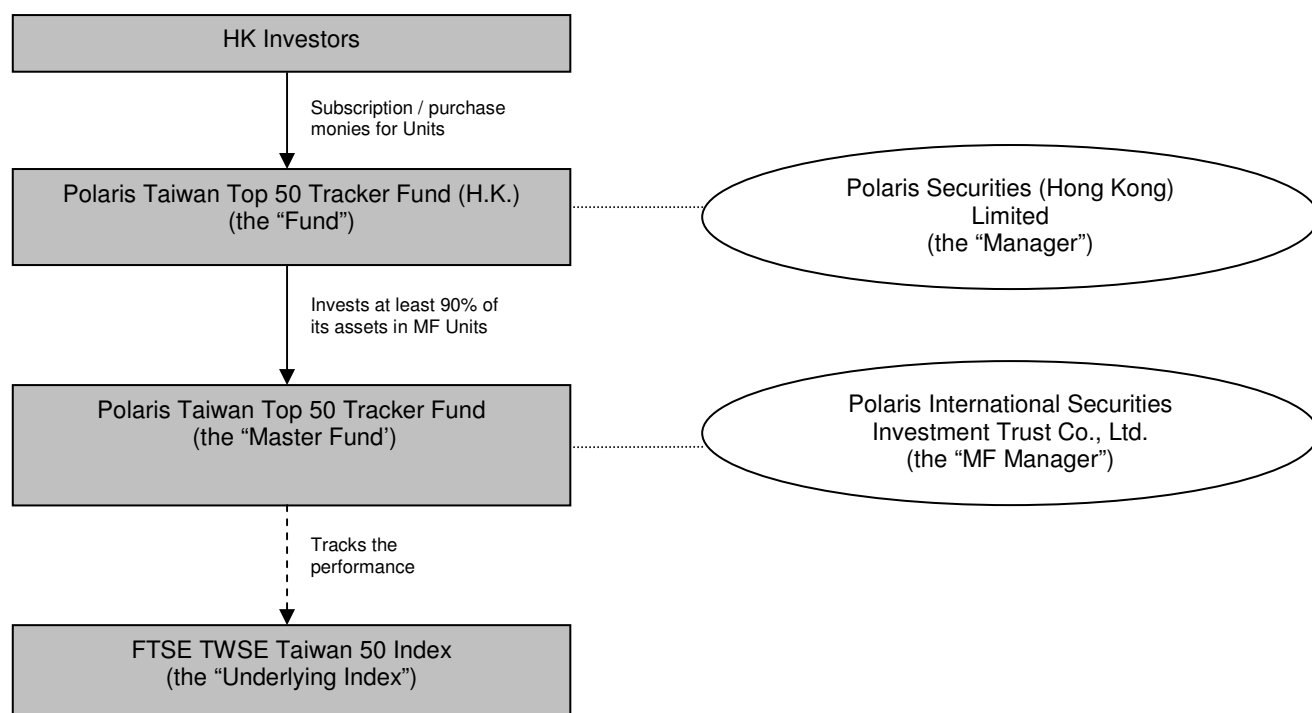 HK Investors
Subscription / purchase
monies for Units
Polaris Taiwan Top 50 Tracker Fund (H.K.)
(the “Fund”)
Polaris Securities (Hong Kong)
Limited
(the “Manager”)
Invests at least 90% of
its assets in MF Units
Polaris Taiwan Top 50 Tracker Fund
(the “Master Fund’)
Polaris International Securities
Investment Trust Co., Ltd.
(the “MF Manager”)
Tracks the
performance
FTSE TWSE Taiwan 50 Index
(the “Underlying Index”)